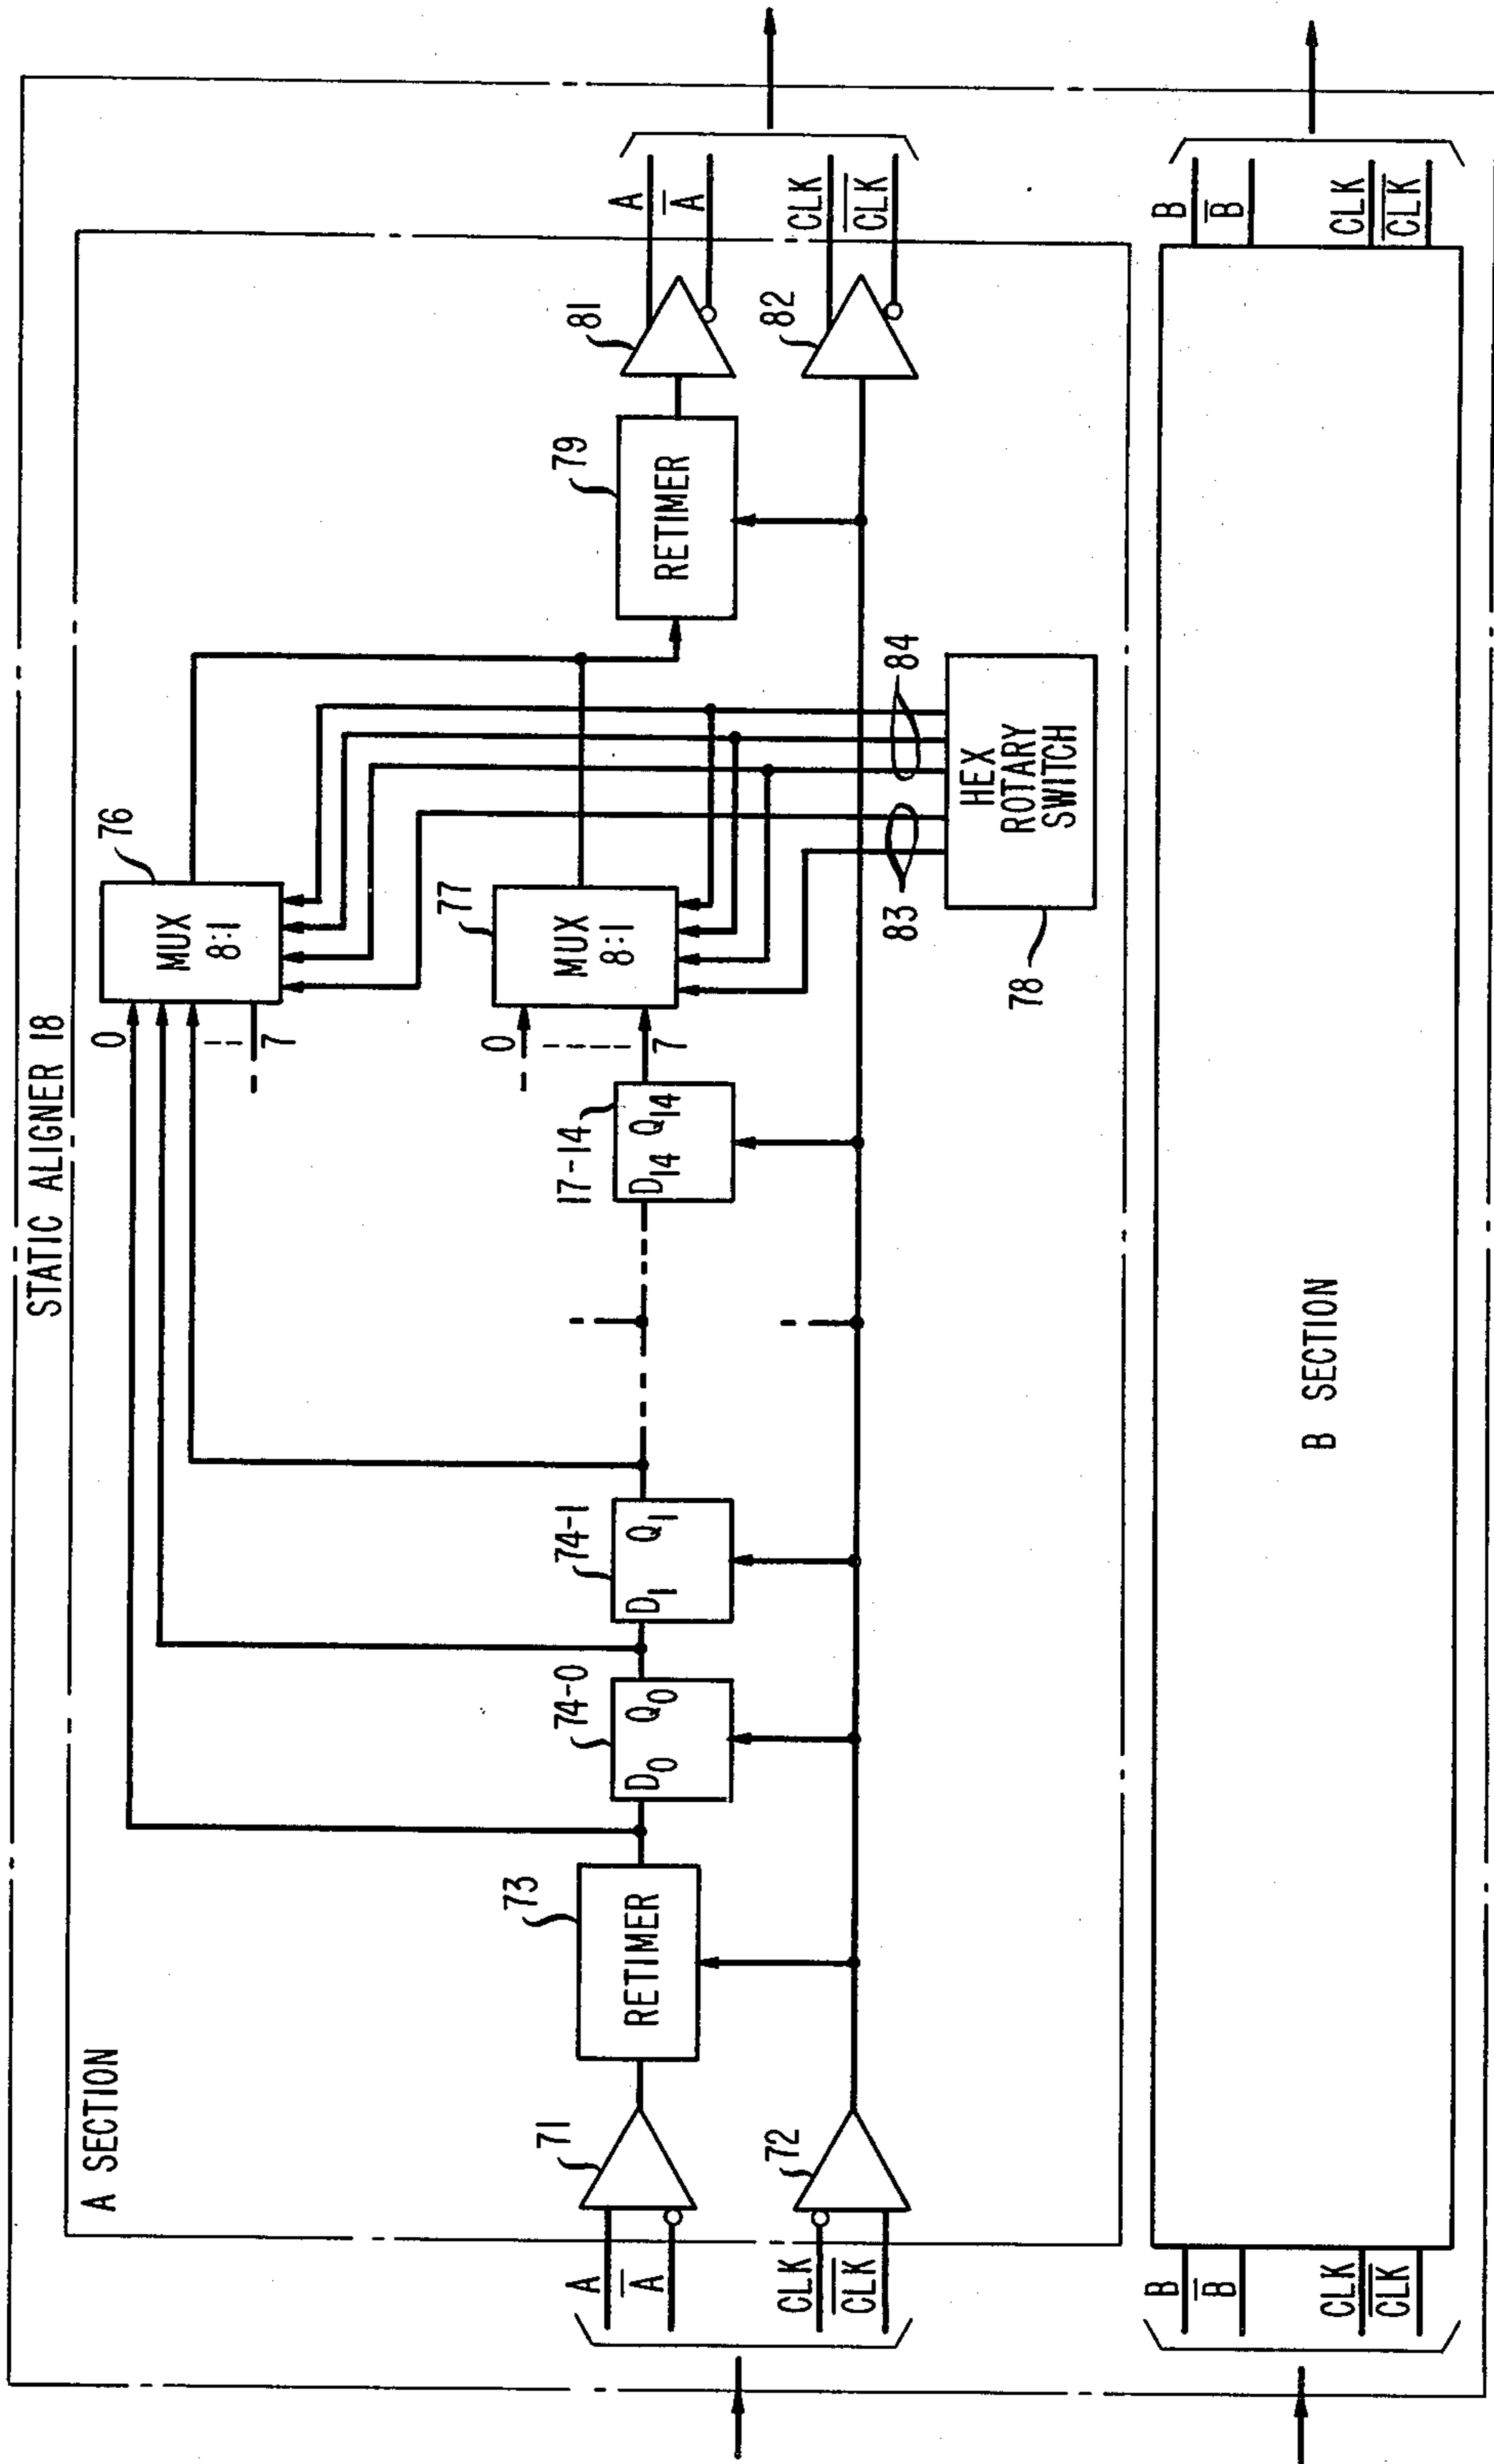 STATIC ALIGNER 18
A SECTION
A
A
CLK
CLK
71
72
73
RETIMER
74-0
D0 Q0
74-1
D1 Q1
17-14
D14 Q14
0
7
76
MUX
8:1
0
7
77
MUX
8:1
83
84
78
HEX
ROTARY
SWITCH
79
RETIMER
81
82
A
A
CLK
CLK
B
B
CLK
CLK
B SECTION
B
B
CLK
CLK